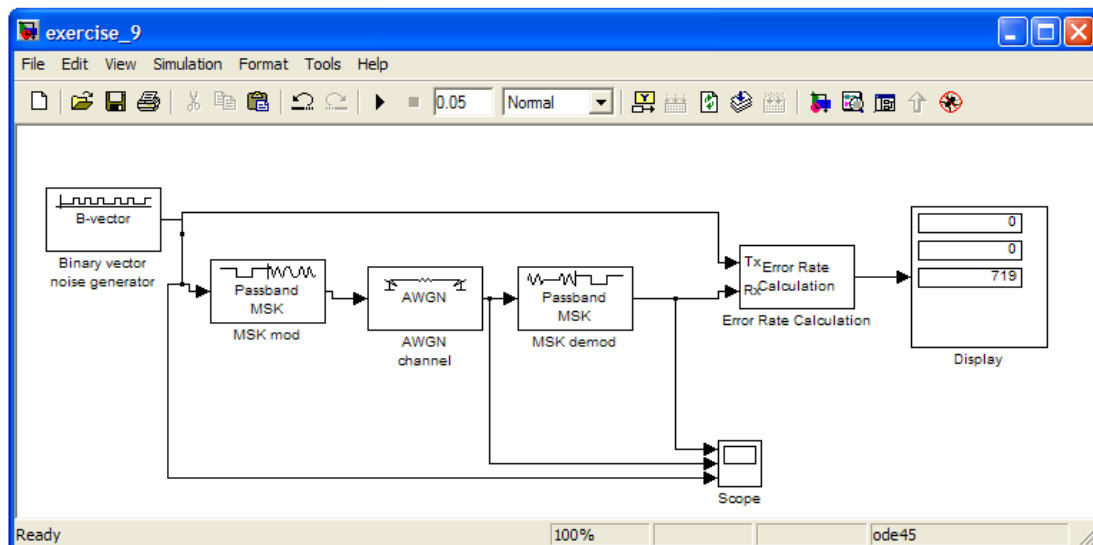 exercise_9
File Edit View Simulation Format Tools Help
0.05 Normal
B-vector
Binary vector
noise generator
Passband
MSK
MSK mod
AWGN
AWGN
channel
Passband
MSK
MSK demod
Tx
Rx
Error Rate
Calculation
Error Rate Calculation
0
0
719
Display
Scope
Ready 100% ode45